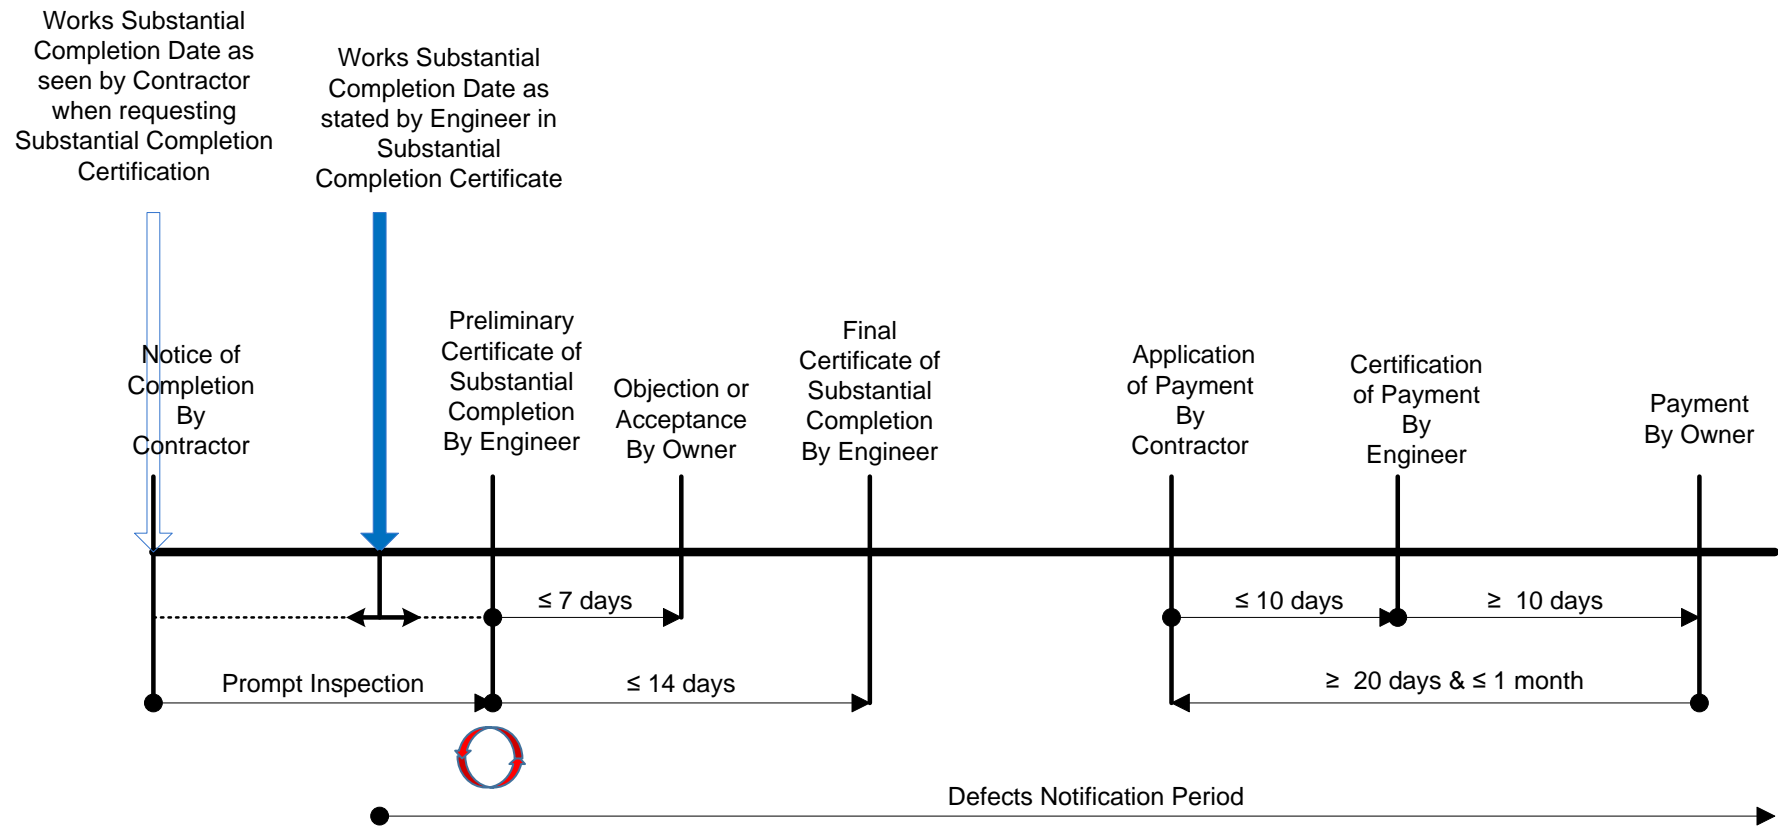 Works Substantial
Completion Date as
seen by Contractor
when requesting
Substantial Completion
Certification
Works Substantial
Completion Date as
stated by Engineer in
Substantial
Completion Certificate
Notice of
Completion
By
Contractor
Preliminary
Certificate of
Substantial
Completion
By Engineer
Objection or
Acceptance
By Owner
Final
Certificate of
Substantial
Completion
By Engineer
Application
of Payment
By
Contractor
Certification
of Payment
By
Engineer
Payment
By Owner
≤ 7 days
≤ 10 days
≥ 10 days
Prompt Inspection
≤ 14 days
≥ 20 days & ≤ 1 month
Defects Notification Period